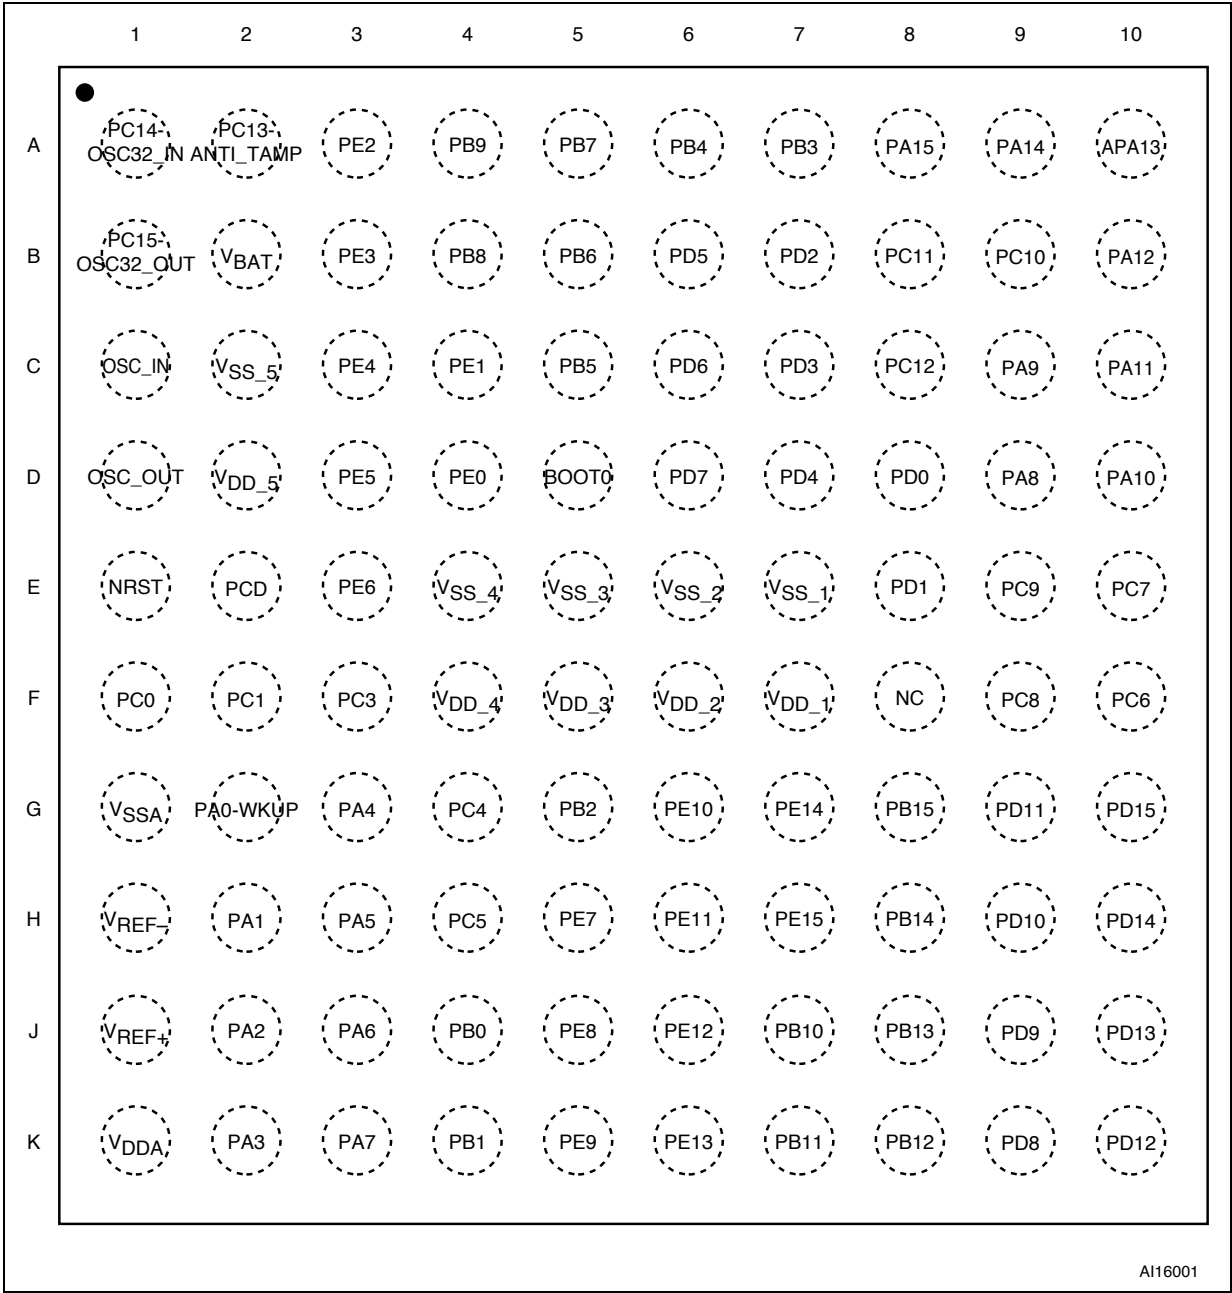 1 2 3 4 5 6 7 8 9 10
A PC14-OSC32_IN PC13-ANTI_TAMP PE2 PB9 PB7 PB4 PB3 PA15 PA14 APA13
B PC15-OSC32_OUT VBAT PE3 PB8 PB6 PD5 PD2 PC11 PC10 PA12
C OSC_IN VSS_5 PE4 PE1 PB5 PD6 PD3 PC12 PA9 PA11
D OSC_OUT VDD_5 PE5 PE0 BOOT0 PD7 PD4 PD0 PA8 PA10
E NRST PCD PE6 VSS_4 VSS_3 VSS_2 VSS_1 PD1 PC9 PC7
F PC0 PC1 PC3 VDD_4 VDD_3 VDD_2 VDD_1 NC PC8 PC6
G VSSA PA0-WKUP PA4 PC4 PB2 PE10 PE14 PB15 PD11 PD15
H VREF– PA1 PA5 PC5 PE7 PE11 PE15 PB14 PD10 PD14
J VREF+ PA2 PA6 PB0 PE8 PE12 PB10 PB13 PD9 PD13
K VDDA PA3 PA7 PB1 PE9 PE13 PB11 PB12 PD8 PD12
AI16001